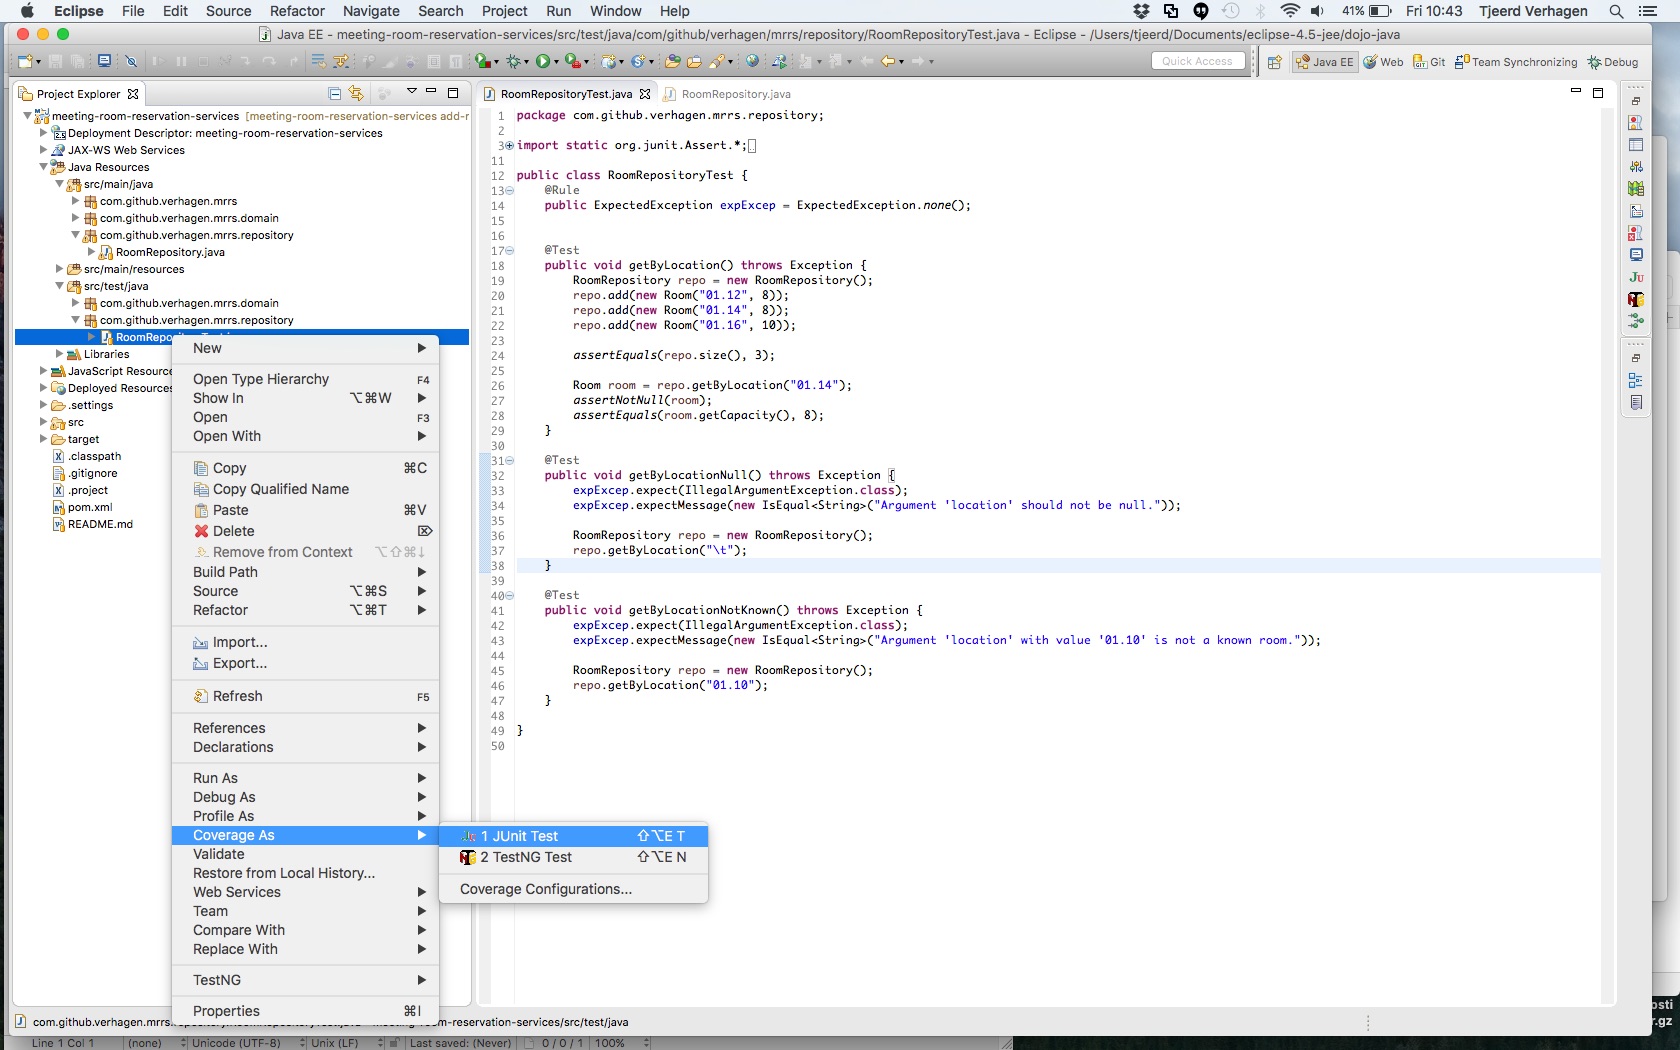 Eclipse File Edit Source Refactor Navigate Search Project Run Window Help 41% Fri 10:43 Tjeerd Verhagen
Java EE - meeting-room-reservation-services/src/test/java/com/github/verhagen/mrrs/repository/RoomRepositoryTest.java - Eclipse - /Users/tjeerd/Documents/eclipse-4.5-jee/dojo-java
Quick Access Java EE Web Git Team Synchronizing Debug
Project Explorer
meeting-room-reservation-services [meeting-room-reservation-services add-r
Deployment Descriptor: meeting-room-reservation-services
JAX-WS Web Services
Java Resources
src/main/java
com.github.verhagen.mrrs
com.github.verhagen.mrrs.domain
com.github.verhagen.mrrs.repository
RoomRepository.java
src/main/resources
src/test/java
com.github.verhagen.mrrs.domain
com.github.verhagen.mrrs.repository
Libraries
JavaScript Resource
Deployed Resources
.settings
src
target
.classpath
.gitignore
.project
pom.xml
README.md
New
Open Type Hierarchy F4
Show In ⌥⌘W
Open F3
Open With
Copy ⌘C
Copy Qualified Name
Paste ⌘V
Delete ⌦
Remove from Context ⌥⇧⌘↓
Build Path
Source ⌥⌘S
Refactor ⌥⌘T
Import...
Export...
Refresh F5
References
Declarations
Run As
Debug As
Profile As
Coverage As
Validate
Restore from Local History...
Web Services
Team
Compare With
Replace With
TestNG
Properties ⌘I
1 JUnit Test ⇧⌥E T
2 TestNG Test ⇧⌥E N
Coverage Configurations...
RoomRepositoryTest.java RoomRepository.java
1 package com.github.verhagen.mrrs.repository;
2
3 import static org.junit.Assert.*;
11
12 public class RoomRepositoryTest {
13 @Rule
14 public ExpectedException expExcep = ExpectedException.none();
15
16
17 @Test
18 public void getByLocation() throws Exception {
19 RoomRepository repo = new RoomRepository();
20 repo.add(new Room("01.12", 8));
21 repo.add(new Room("01.14", 8));
22 repo.add(new Room("01.16", 10));
23
24 assertEquals(repo.size(), 3);
25
26 Room room = repo.getByLocation("01.14");
27 assertNotNull(room);
28 assertEquals(room.getCapacity(), 8);
29 }
30
31 @Test
32 public void getByLocationNull() throws Exception {
33 expExcep.expect(IllegalArgumentException.class);
34 expExcep.expectMessage(new IsEqual<String>("Argument 'location' should not be null."));
35
36 RoomRepository repo = new RoomRepository();
37 repo.getByLocation("\t");
38 }
39
40 @Test
41 public void getByLocationNotKnown() throws Exception {
42 expExcep.expect(IllegalArgumentException.class);
43 expExcep.expectMessage(new IsEqual<String>("Argument 'location' with value '01.10' is not a known room."));
44
45 RoomRepository repo = new RoomRepository();
46 repo.getByLocation("01.10");
47 }
48
49 }
50
com.github.verhagen.mrrs. -room-reservation-services/src/test/java
Line 1 Col 1 (none) Unicode (UTF-8) Unix (LF) Last saved: (Never) 0 / 0 / 1 100%
osti
r.gz